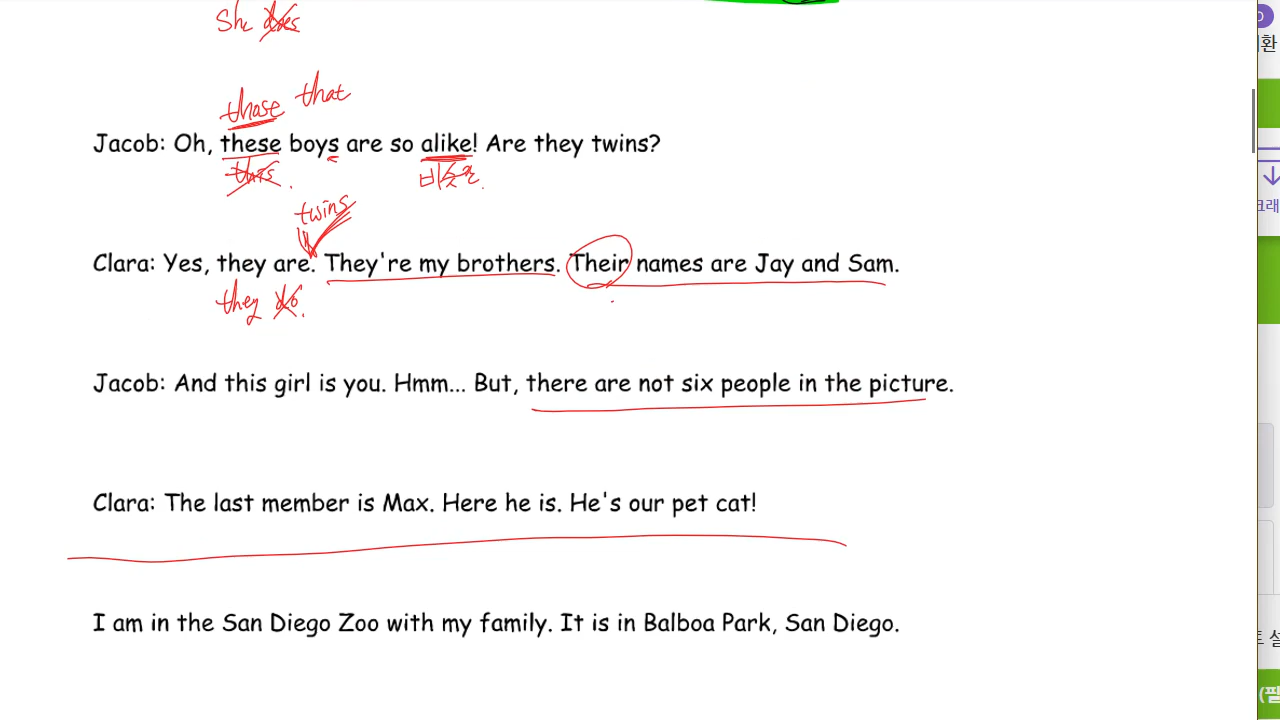 She does
those that
Jacob: Oh, these boys are so alike! Are they twins?
this 비슷한
twins
Clara: Yes, they are. They're my brothers. Their names are Jay and Sam.
they do
Jacob: And this girl is you. Hmm... But, there are not six people in the picture.
Clara: The last member is Max. Here he is. He's our pet cat!
I am in the San Diego Zoo with my family. It is in Balboa Park, San Diego.